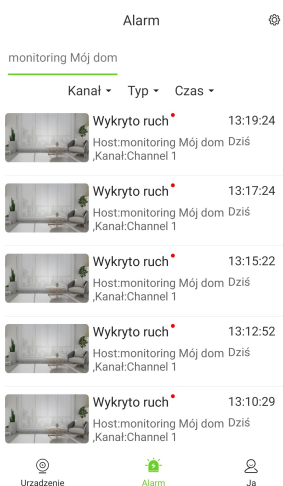 Alarm
monitoring Mój dom
Kanał Typ Czas
Wykryto ruch 13:19:24
Host:monitoring Mój dom Dziś
,Kanał:Channel 1
Wykryto ruch 13:17:24
Host:monitoring Mój dom Dziś
,Kanał:Channel 1
Wykryto ruch 13:15:22
Host:monitoring Mój dom Dziś
,Kanał:Channel 1
Wykryto ruch 13:12:52
Host:monitoring Mój dom Dziś
,Kanał:Channel 1
Wykryto ruch 13:10:29
Host:monitoring Mój dom Dziś
,Kanał:Channel 1
Urzadzenie Alarm Ja